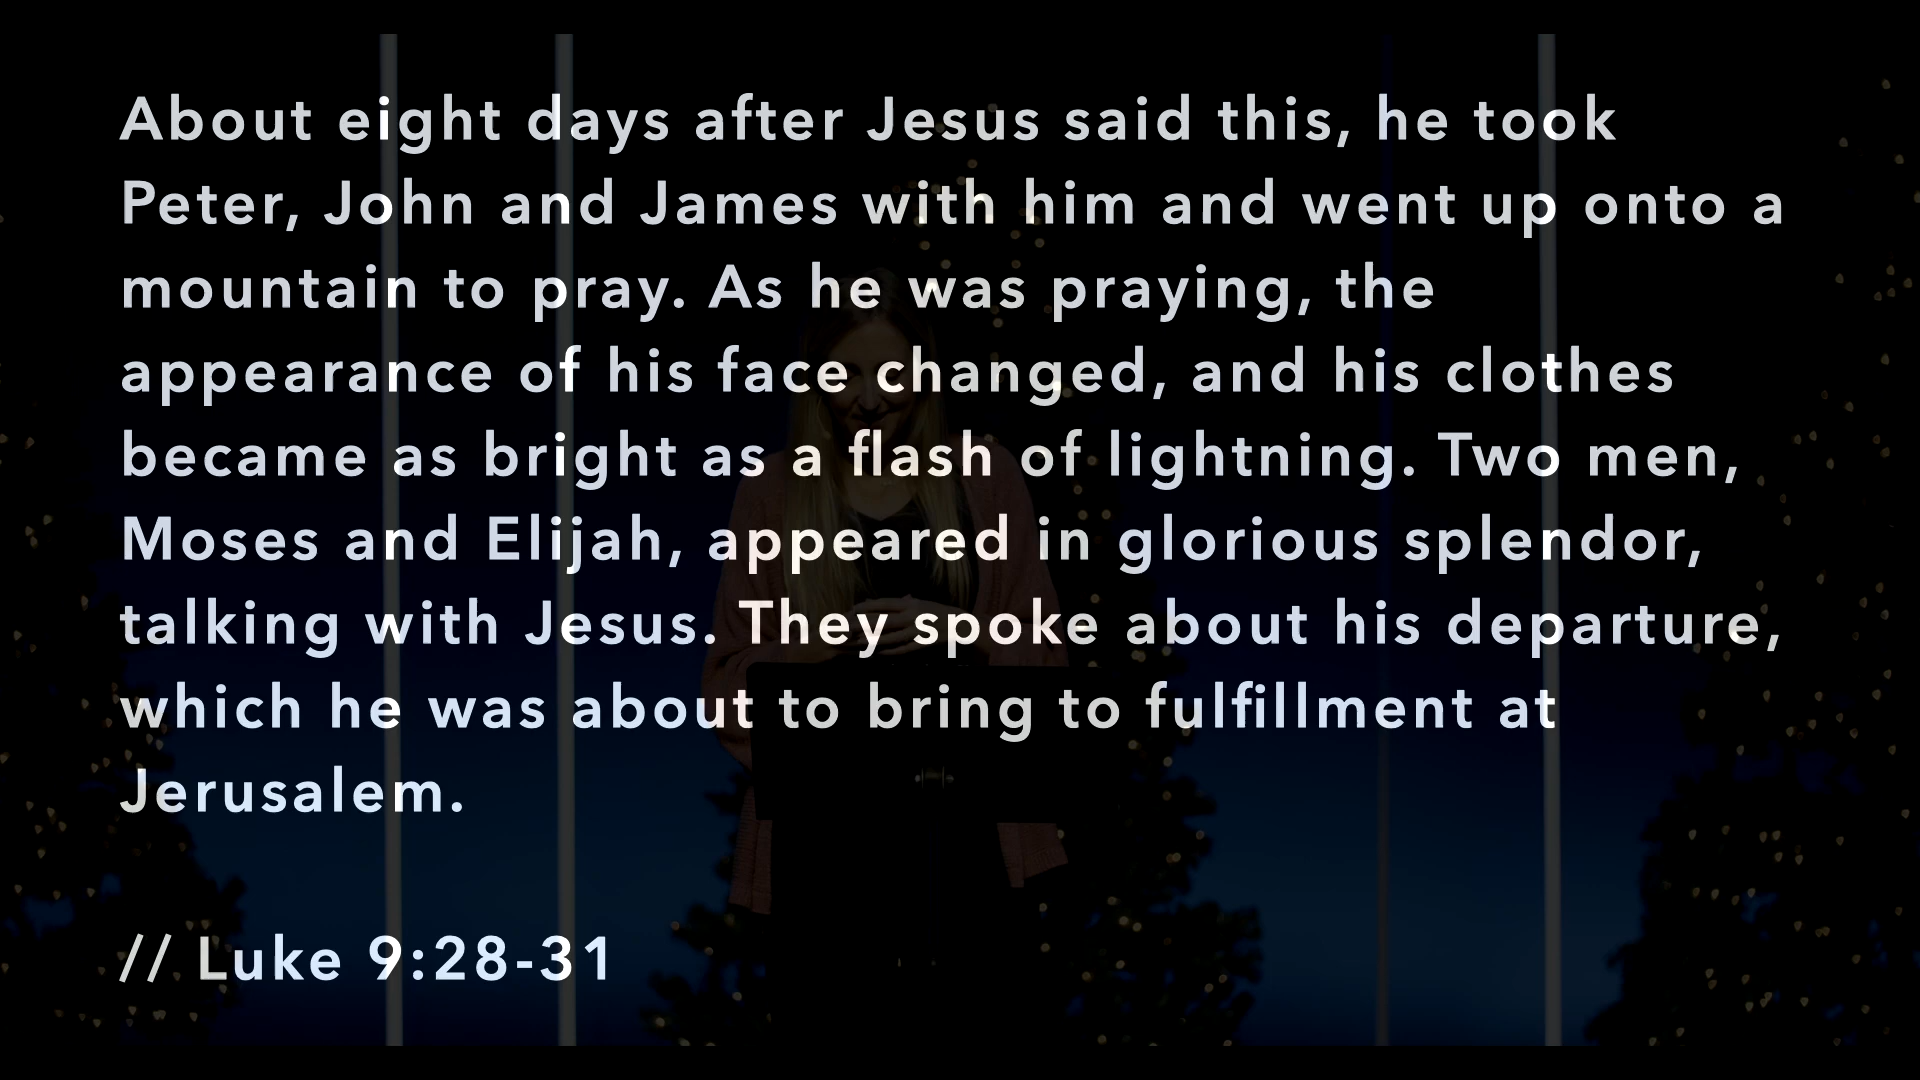 About eight days after Jesus said this, he took
Peter, John and James with him and went up onto a
mountain to pray. As he was praying, the
appearance of his face changed, and his clothes
became as bright as a flash of lightning. Two men,
Moses and Elijah, appeared in glorious splendor,
talking with Jesus. They spoke about his departure,
which he was about to bring to fulfillment at
Jerusalem.
// Luke 9:28-31